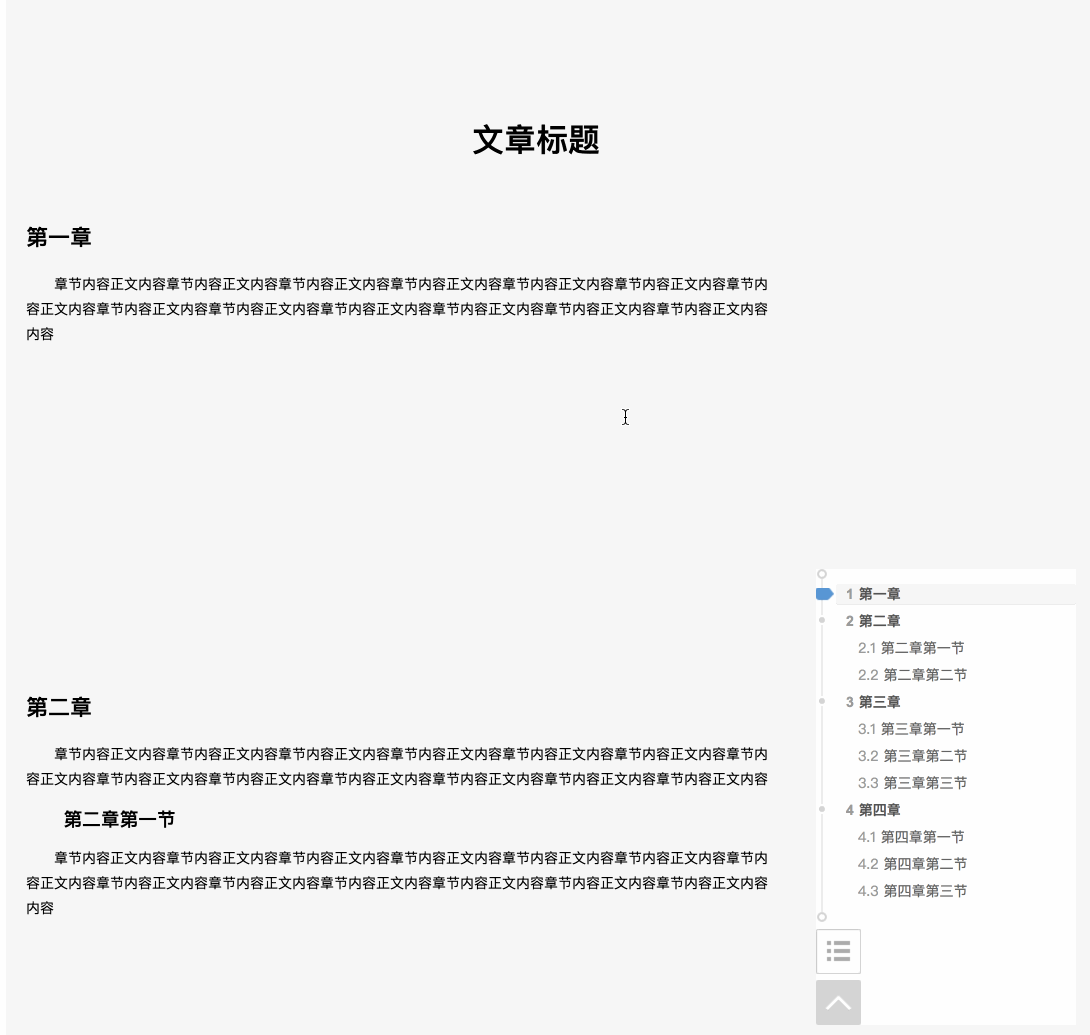 文章标题
第一章
章节内容正文内容章节内容正文内容章节内容正文内容章节内容正文内容章节内容正文内容章节内容正文内容章节内
容正文内容章节内容正文内容章节内容正文内容章节内容正文内容章节内容正文内容章节内容正文内容章节内容正文内容
内容
第二章
章节内容正文内容章节内容正文内容章节内容正文内容章节内容正文内容章节内容正文内容章节内容正文内容章节内
容正文内容章节内容正文内容章节内容正文内容章节内容正文内容章节内容正文内容章节内容正文内容章节内容正文内容
第二章第一节
章节内容正文内容章节内容正文内容章节内容正文内容章节内容正文内容章节内容正文内容章节内容正文内容章节内
容正文内容章节内容正文内容章节内容正文内容章节内容正文内容章节内容正文内容章节内容正文内容章节内容正文内容
内容
1 第一章
2 第二章
2.1 第二章第一节
2.2 第二章第二节
3 第三章
3.1 第三章第一节
3.2 第三章第二节
3.3 第三章第三节
4 第四章
4.1 第四章第一节
4.2 第四章第二节
4.3 第四章第三节